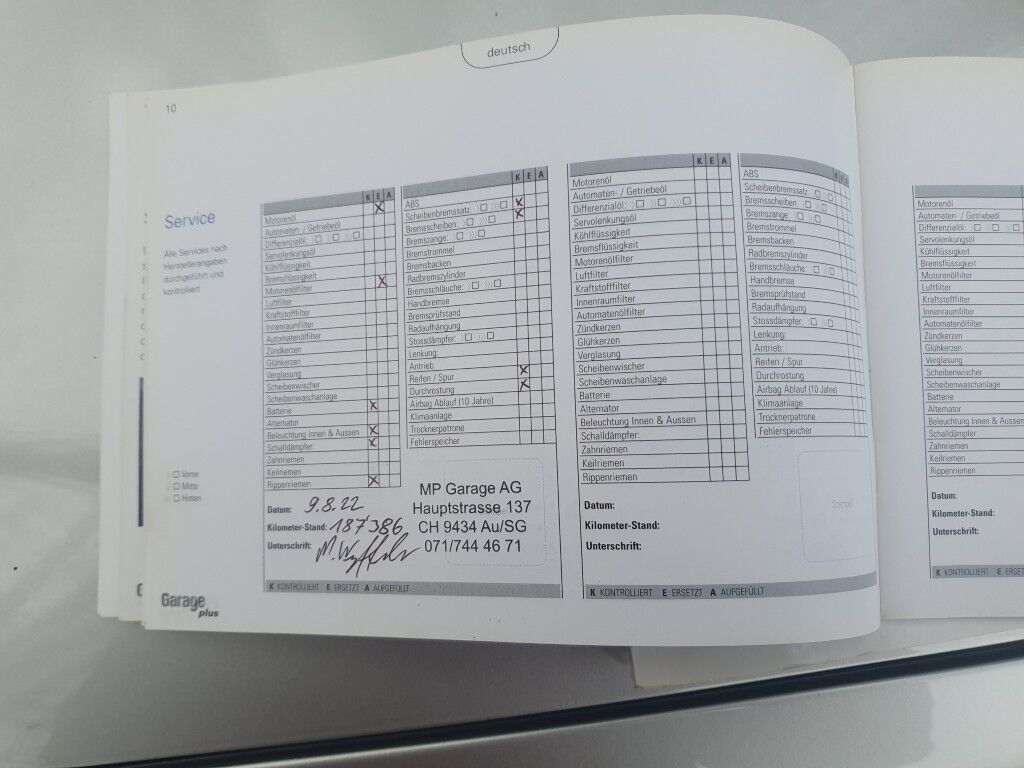 deutsch
10
Service
Alle Services nach
Herstellerangaben
durchgeführt und
kontrolliert
Vorne
Mitte
Hinten
Garage
plus
K E A
Motorenöl X
Automaten- / Getriebeöl
Differenzialöl: )☐ ))☐ )))☐
Servolenkungsöl
Kühlflüssigkeit
Bremsflüssigkeit
Motorenölfilter X
Luftfilter
Kraftstofffilter
Innenraumfilter
Automatenölfilter
Zündkerzen
Glühkerzen
Verglasung
Scheibenwischer
Scheibenwaschanlage
Batterie X
Alternator
Beleuchtung Innen & Aussen X
Schalldämpfer: X
Zahnriemen
Keilriemen
Rippenriemen X
Datum: 9.8.22
Kilometer-Stand: 187386
Unterschrift:
K E A
ABS
Scheibenbremssatz: )☐ )))☐ X
Bremsscheiben: )☐ )))☐ X
Bremszange: )☐ )))☐
Bremstrommel
Bremsbacken
Radbremszylinder
Bremsschläuche: )☐ )))☐
Handbremse
Bremsprüfstand
Radaufhängung
Stossdämpfer: )☐ )))☐
Lenkung:
Antrieb:
Reifen / Spur X
Durchrostung X
Airbag Ablauf (10 Jahre)
Klimaanlage
Trocknerpatrone
Fehlerspeicher
MP Garage AG
Hauptstrasse 137
CH 9434 Au/SG
071/744 46 71
K KONTROLLIERT E ERSETZT A AUFGEFÜLLT
K E A
Motorenöl
Automaten- / Getriebeöl
Differenzialöl: )☐ ))☐ )))☐
Servolenkungsöl
Kühlflüssigkeit
Bremsflüssigkeit
Motorenölfilter
Luftfilter
Kraftstofffilter
Innenraumfilter
Automatenölfilter
Zündkerzen
Glühkerzen
Verglasung
Scheibenwischer
Scheibenwaschanlage
Batterie
Alternator
Beleuchtung Innen & Aussen
Schalldämpfer:
Zahnriemen
Keilriemen
Rippenriemen
Datum:
Kilometer-Stand:
Unterschrift:
K E A
ABS
Scheibenbremssatz: )☐ )))☐
Bremsscheiben: )☐ )))☐
Bremszange: )☐ )))☐
Bremstrommel
Bremsbacken
Radbremszylinder
Bremsschläuche: )☐ )))☐
Handbremse
Bremsprüfstand
Radaufhängung
Stossdämpfer: )☐ )))☐
Lenkung:
Antrieb:
Reifen / Spur
Durchrostung
Airbag Ablauf (10 Jahre)
Klimaanlage
Trocknerpatrone
Fehlerspeicher
Stempel
K KONTROLLIERT E ERSETZT A AUFGEFÜLLT
Motorenöl
Automaten- / Getriebeöl
Differenzialöl: )☐ ))☐ )))☐
Servolenkungsöl
Kühlflüssigkeit
Bremsflüssigkeit
Motorenölfilter
Luftfilter
Kraftstofffilter
Innenraumfilter
Automatenölfilter
Zündkerzen
Glühkerzen
Verglasung
Scheibenwischer
Scheibenwaschanlage
Batterie
Alternator
Beleuchtung Innen & Aussen
Schalldämpfer:
Zahnriemen
Keilriemen
Rippenriemen
Datum:
Kilometer-Stand:
Unterschrift:
K KONTROLLIERT E ERSETZT